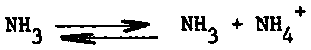 NH₃ ⇌ NH₃ + NH₄⁺